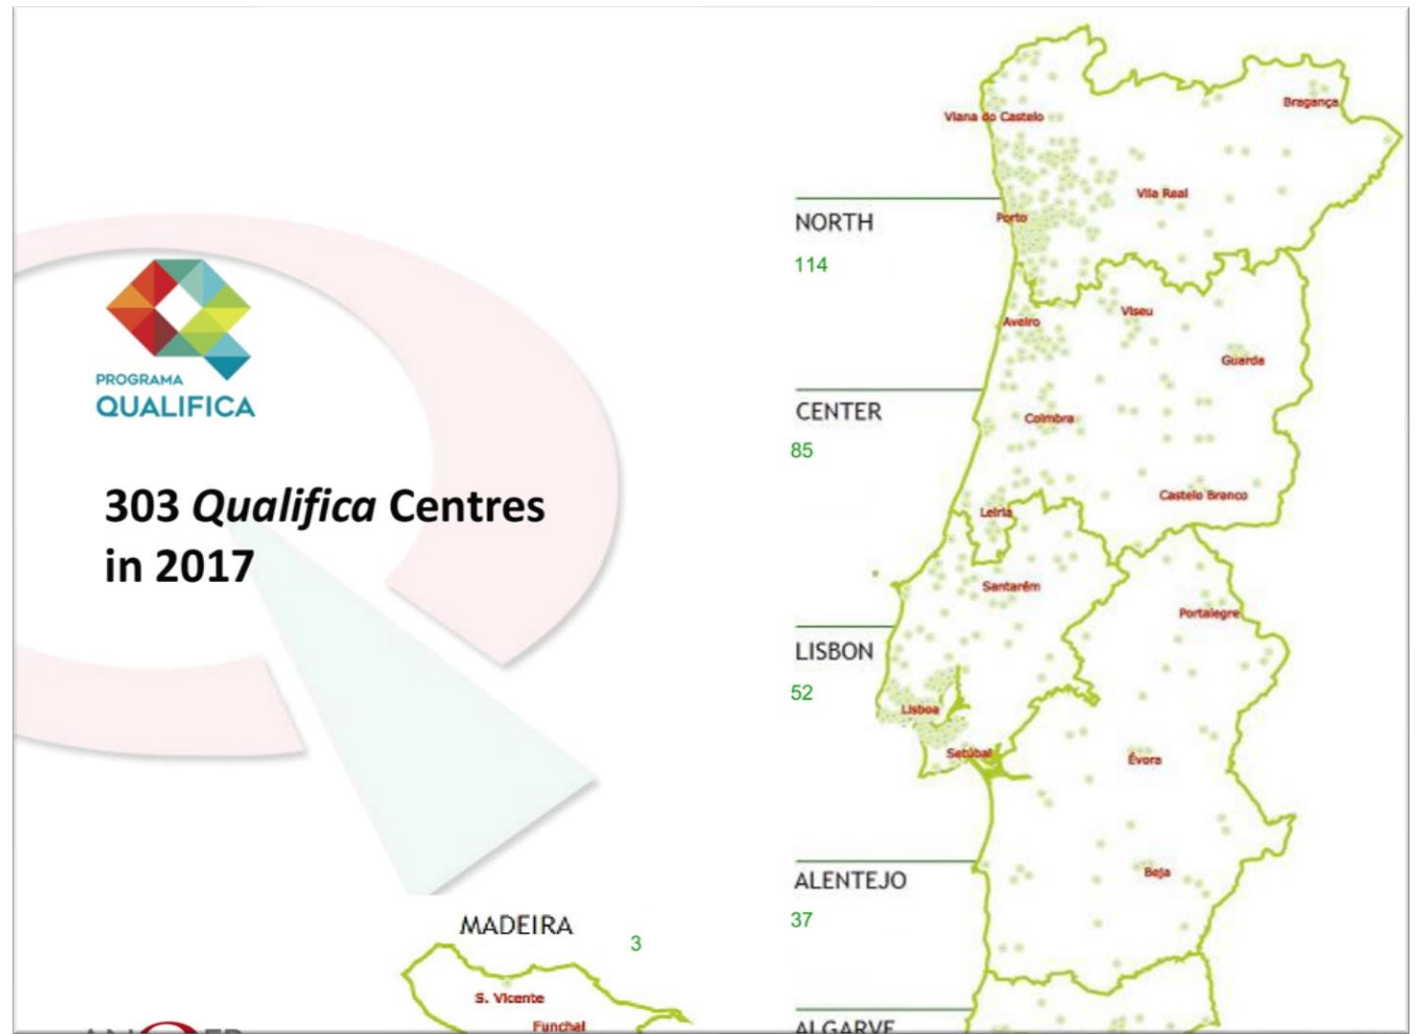 PROGRAMA
QUALIFICA
303 Qualifica Centres
in 2017
Bragança
Viana do Castelo
Vila Real
Porto
NORTH
114
Viseu
Aveiro
Guarda
CENTER
85
Coimbra
Castelo Branco
Leiria
Santarém
Portalegre
LISBON
52
Lisboa
Setúbal
Évora
ALENTEJO
37
Beja
MADEIRA
3
S. Vicente
Funchal
ALGARVE